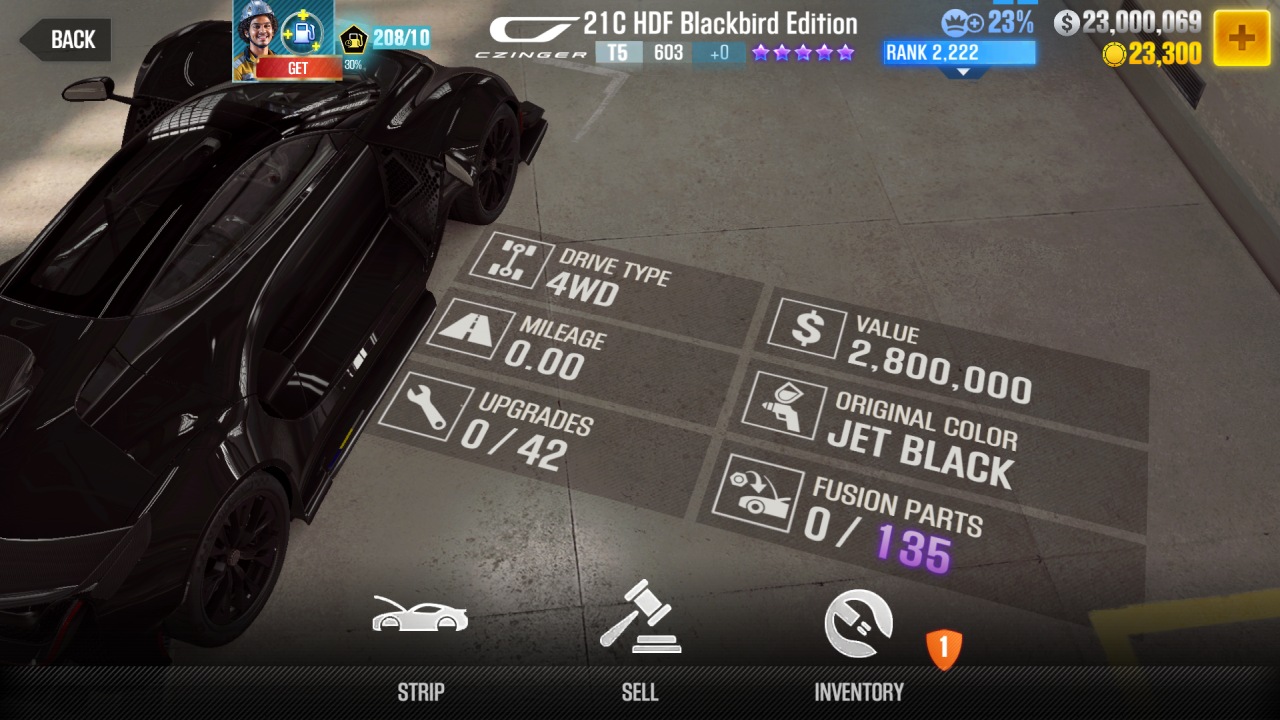 BACK
GET
30%
208/10
CZINGER
21C HDF Blackbird Edition
T5 603 +0
23%
RANK 2,222
$ 23,000,069
23,300
DRIVE TYPE
4WD
MILEAGE
0.00
UPGRADES
0/42
$ VALUE
2,800,000
ORIGINAL COLOR
JET BLACK
FUSION PARTS
0/ 135
STRIP
SELL
INVENTORY
1